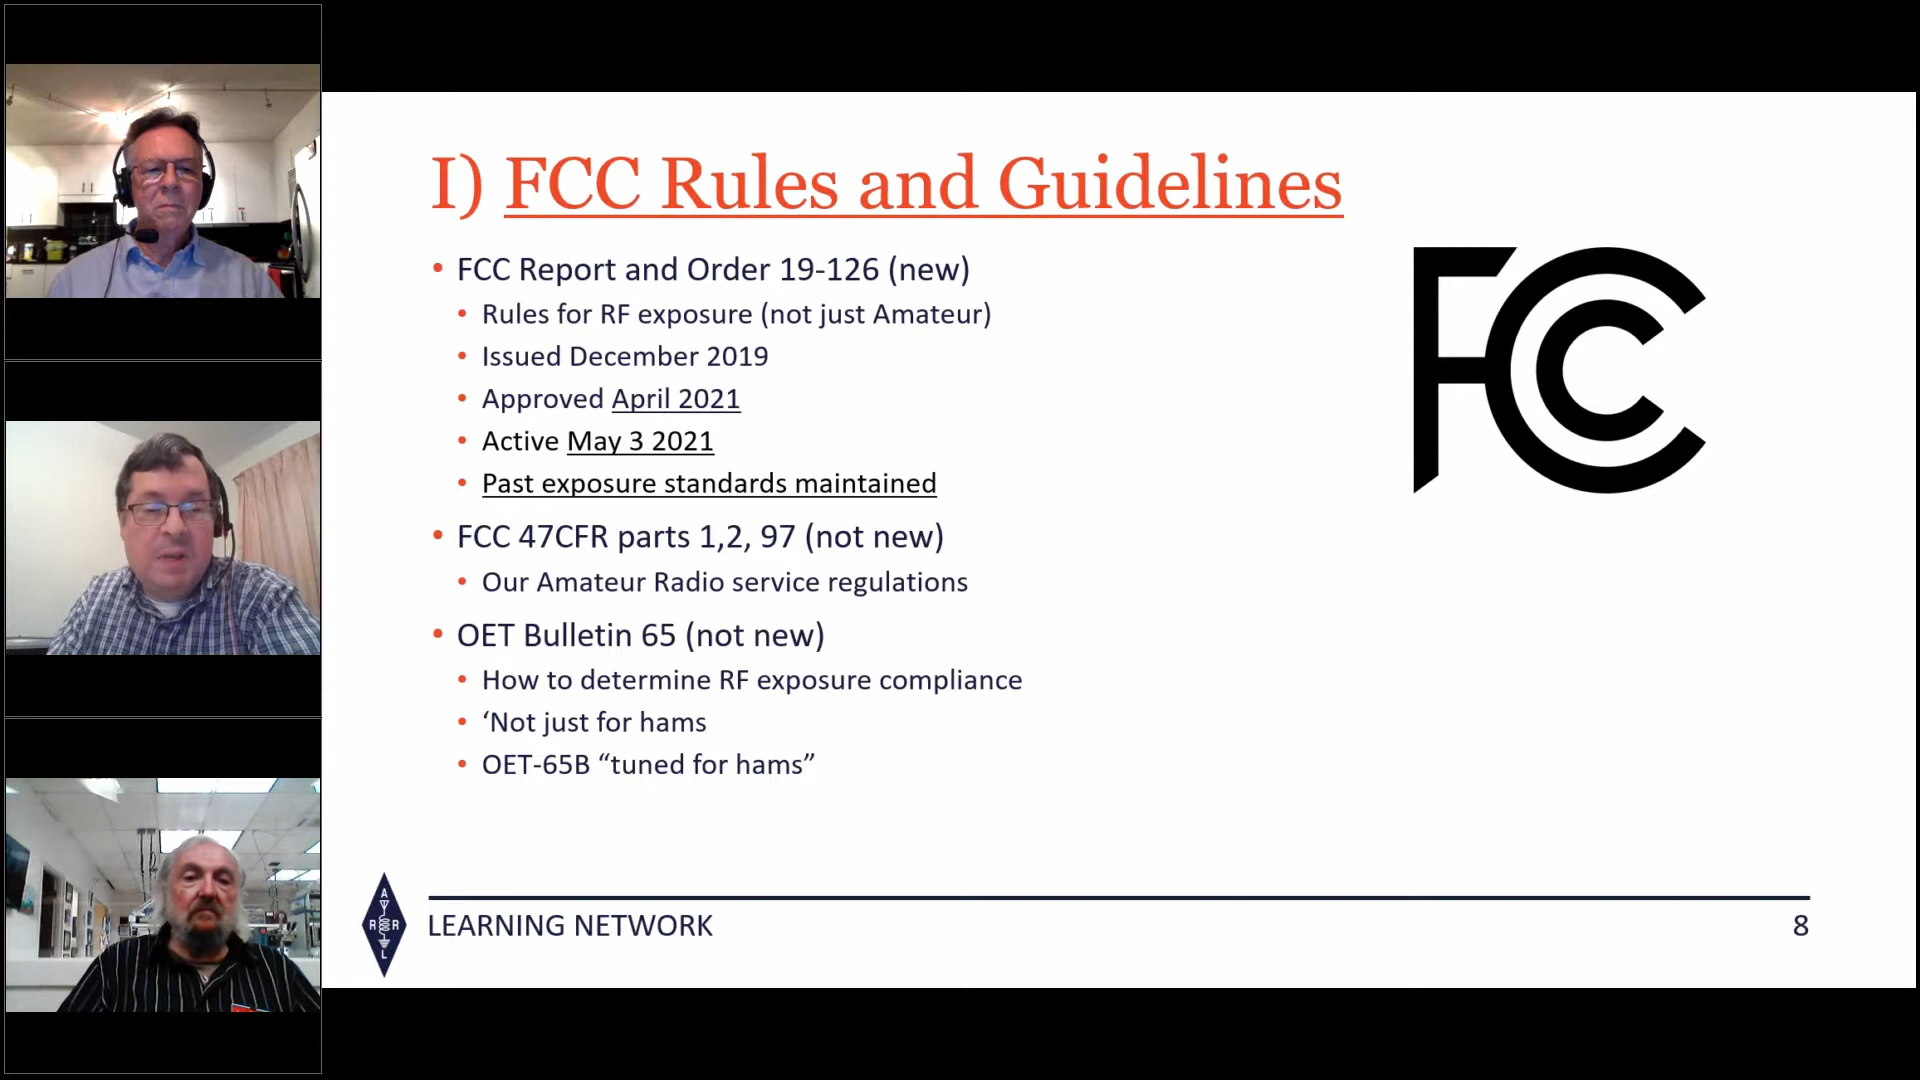 I) FCC Rules and Guidelines
• FCC Report and Order 19-126 (new)
• Rules for RF exposure (not just Amateur)
• Issued December 2019
• Approved April 2021
• Active May 3 2021
• Past exposure standards maintained
• FCC 47CFR parts 1,2, 97 (not new)
• Our Amateur Radio service regulations
• OET Bulletin 65 (not new)
• How to determine RF exposure compliance
• ‘Not just for hams
• OET-65B “tuned for hams”
FCC
A
R R
L
LEARNING NETWORK
8